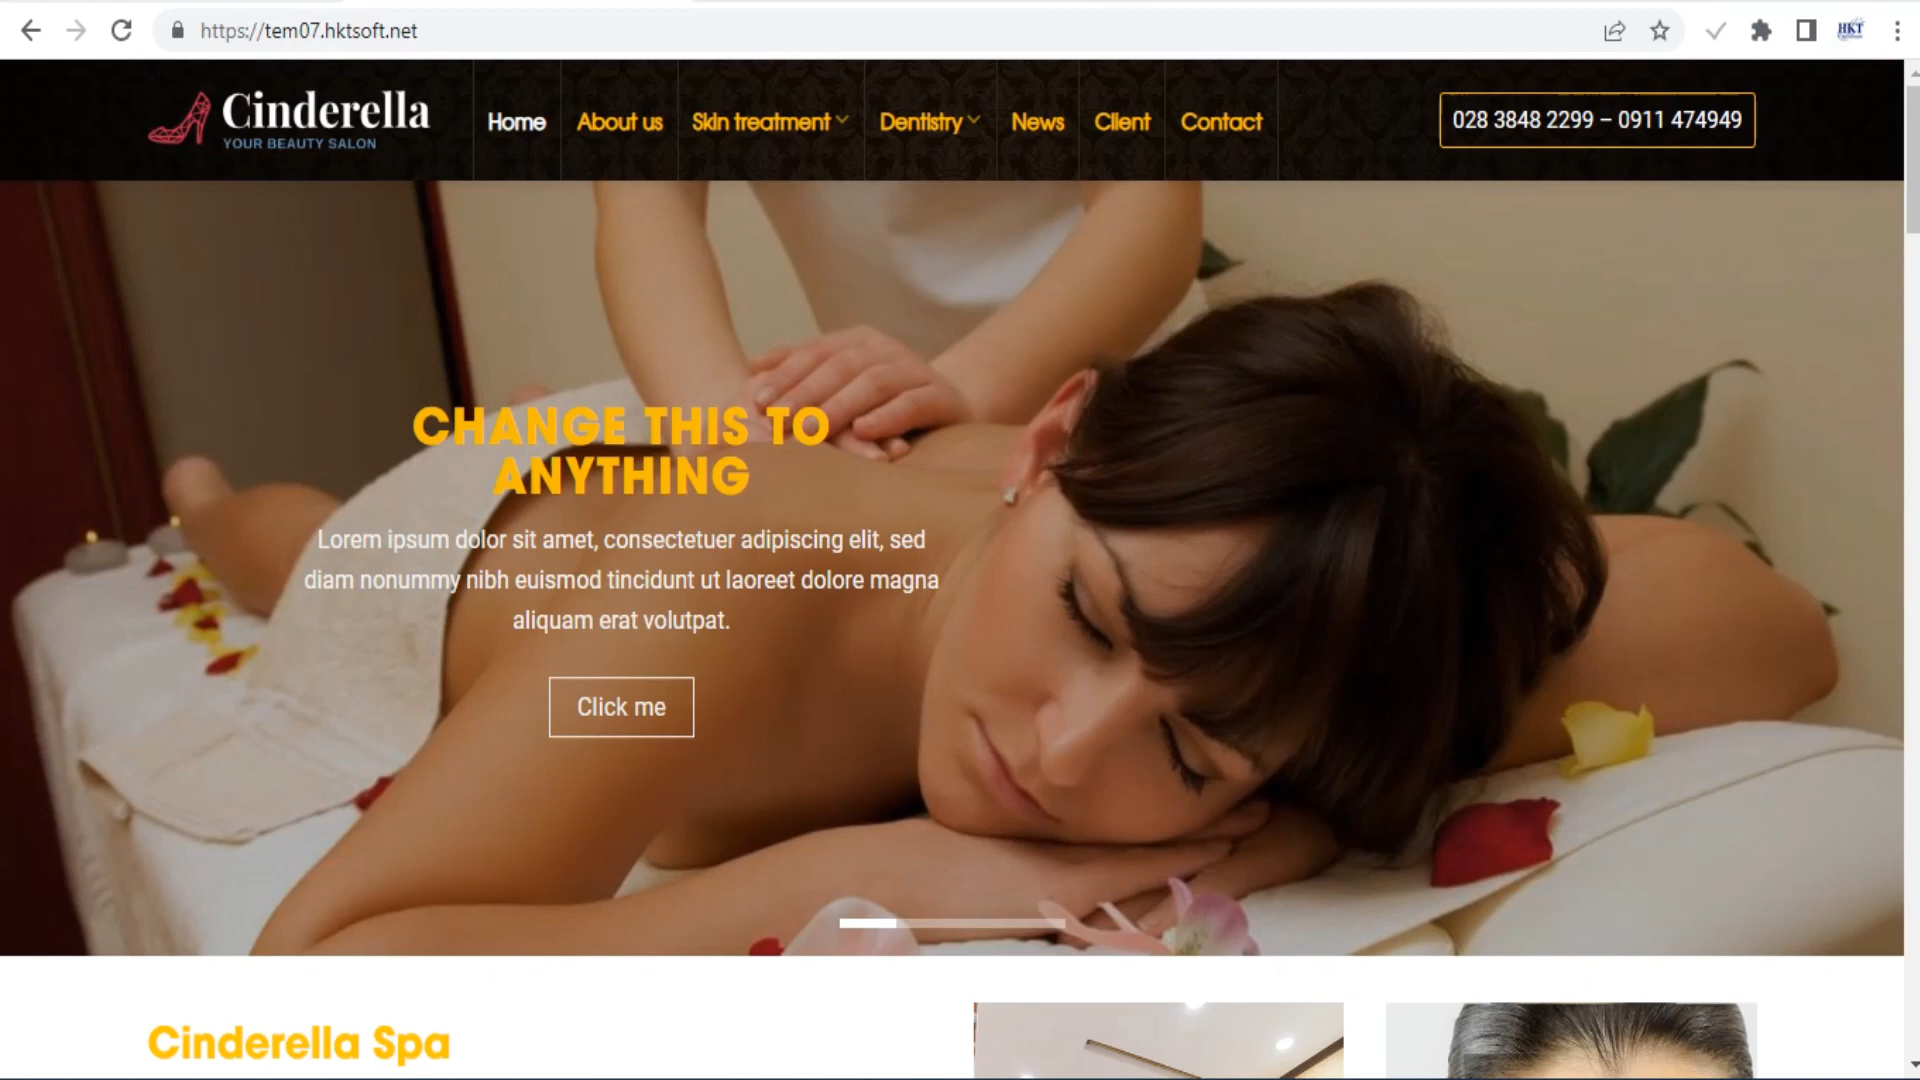 https://tem07.hktsoft.net
HKT
Cinderella
YOUR BEAUTY SALON
Home
About us
Skin treatment
Dentistry
News
Client
Contact
028 3848 2299 – 0911 474949
CHANGE THIS TO
ANYTHING
Lorem ipsum dolor sit amet, consectetuer adipiscing elit, sed
diam nonummy nibh euismod tincidunt ut laoreet dolore magna
aliquam erat volutpat.
Click me
Cinderella Spa